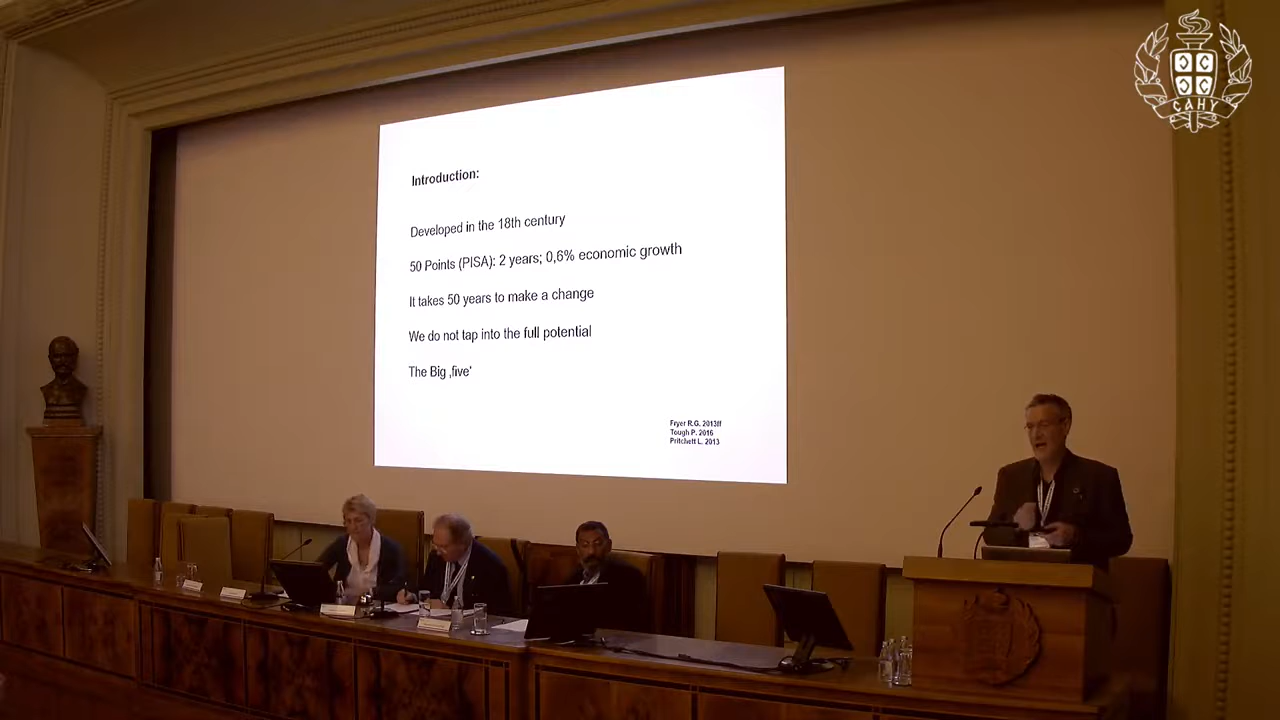 Introduction:
Developed in the 18th century
50 Points (PISA): 2 years; 0,6% economic growth
It takes 50 years to make a change
We do not tap into the full potential
The Big ‚five‘
Fryer R.G. 2013ff
Tough P. 2016
Pritchett L. 2013
САНУ